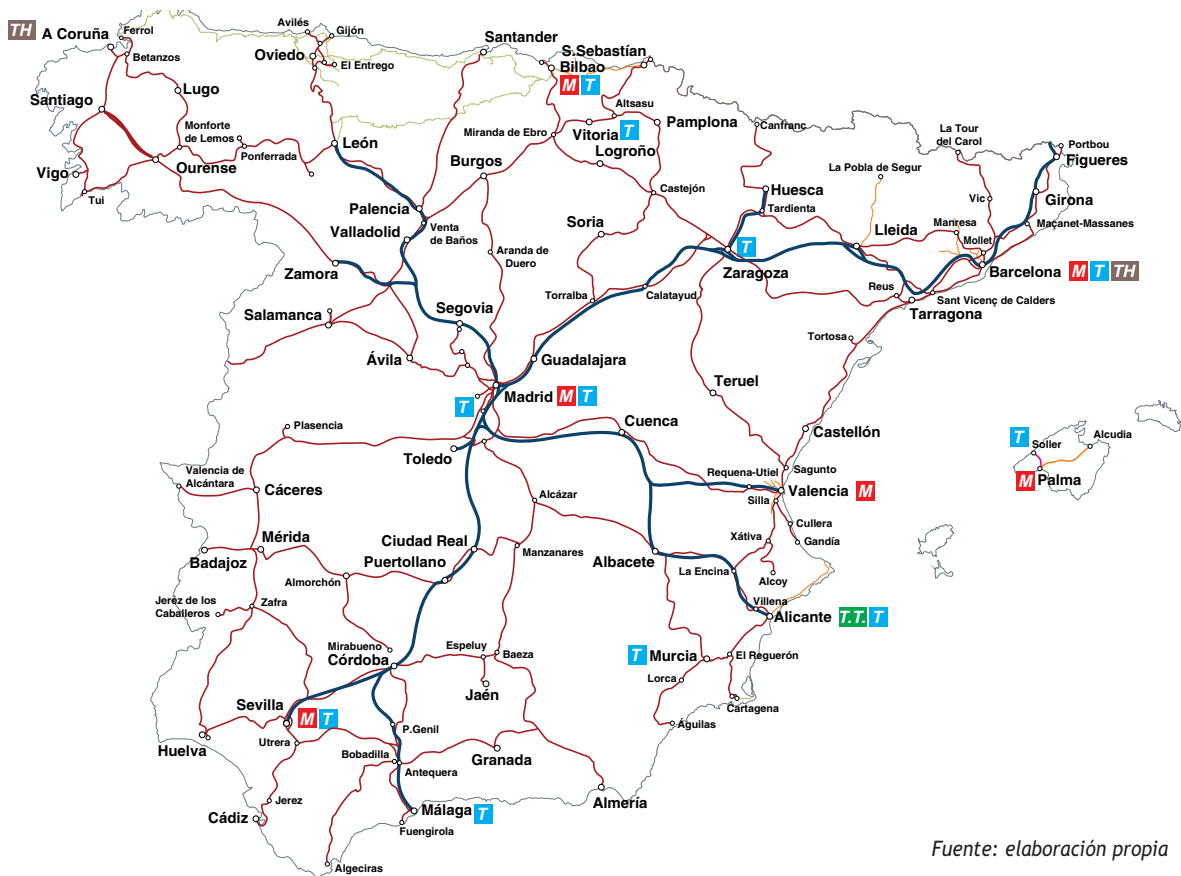 TH
A Coruña
Ferrol
Betanzos
Avilés
Gijón
Oviedo
El Entrego
Santander
S.Sebastían
Bilbao
M T
Altsasu
Lugo
Santiago
Monforte
de Lemos
Ponferrada
León
Miranda de Ebro
Vitoria T
Logroño
Pamplona
Canfranc
La Tour
del Carol
Portbou
Figueres
Vigo
Ourense
Tui
Burgos
Castejón
Huesca
Tardienta
La Pobla de Segur
Vic
Girona
Palencia
Valladolid
Venta
de Baños
Soria
Lleida
Manresa
Mollet
Maçanet-Massanes
Zamora
Aranda de
Duero
T
Zaragoza
Barcelona
M T TH
Torralba
Calatayud
Reus
Sant Vicenç de Calders
Tarragona
Salamanca
Segovia
Ávila
Guadalajara
Tortosa
Madrid M T
T
Teruel
Plasencia
Cuenca
Castellón
T
Soller
Alcudia
Toledo
Valencia de
Alcántara
Cáceres
Requena-Utiel
Sagunto
Valencia M
M Palma
Alcázar
Silla
Cullera
Mérida
Badajoz
Ciudad Real
Puertollano
Manzanares
Albacete
Xátiva
Gandía
Almorchón
La Encina
Alcoy
Jeréz de los
Caballeros
Zafra
Villena
Alicante T.T. T
Mirabueno
Córdoba
Espeluy
Baeza
T Murcia
El Reguerón
Jaén
Lorca
Sevilla
M T
Cartagena
Águilas
Huelva
Utrera
P.Genil
Bobadilla
Antequera
Granada
Jerez
Cádiz
Málaga T
Fuengirola
Almería
Algeciras
Fuente: elaboración propia